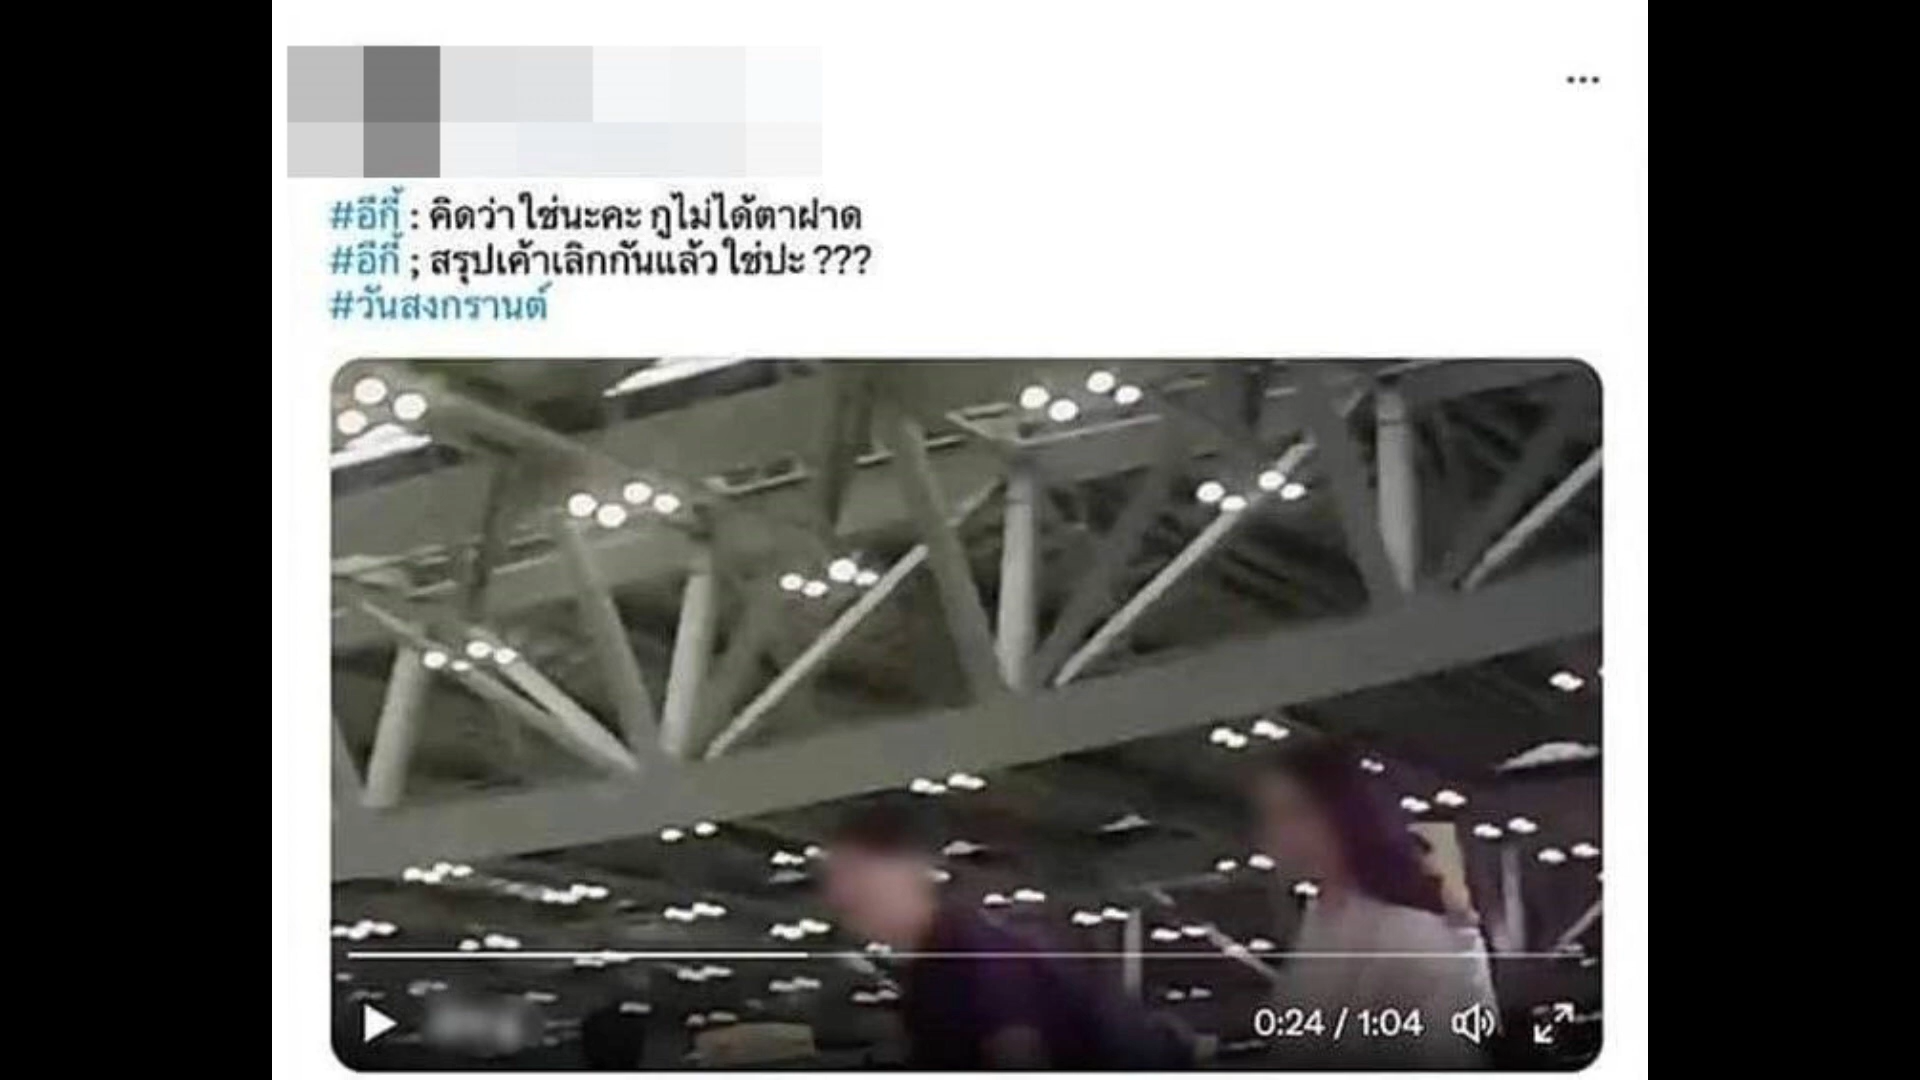 #อีกี้ : คิดว่าใช่นะคะ กูไม่ได้ตาฝาด
#อีกี้ ; สรุปเค้าเลิกกันแล้วใช่ปะ ???
#วันสงกรานต์
0:24 / 1:04